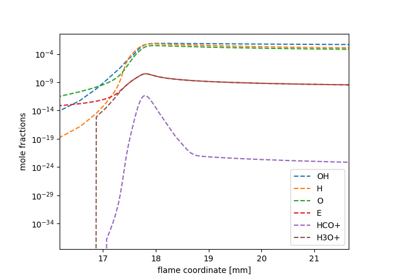 10⁻⁴
10⁻⁹
10⁻¹⁴
10⁻¹⁹
10⁻²⁴
10⁻²⁹
10⁻³⁴
mole fractions
OH
H
O
E
HCO+
H3O+
17 18 19 20 21
flame coordinate [mm]